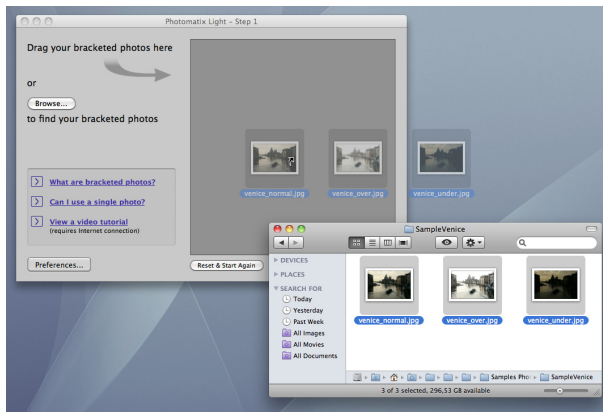 Photomatix Light - Step 1
Drag your bracketed photos here
or
Browse...
to find your bracketed photos
What are bracketed photos?
Can I use a single photo?
View a video tutorial
(requires Internet connection)
Preferences...
Reset & Start Again
venice_normal.jpg
venice_over.jpg
venice_under.jpg
SampleVenice
DEVICES
PLACES
SEARCH FOR
Today
Yesterday
Past Week
All Images
All Movies
All Documents
venice_normal.jpg
venice_over.jpg
venice_under.jpg
Samples Phot
SampleVenice
3 of 3 selected, 296,53 GB available